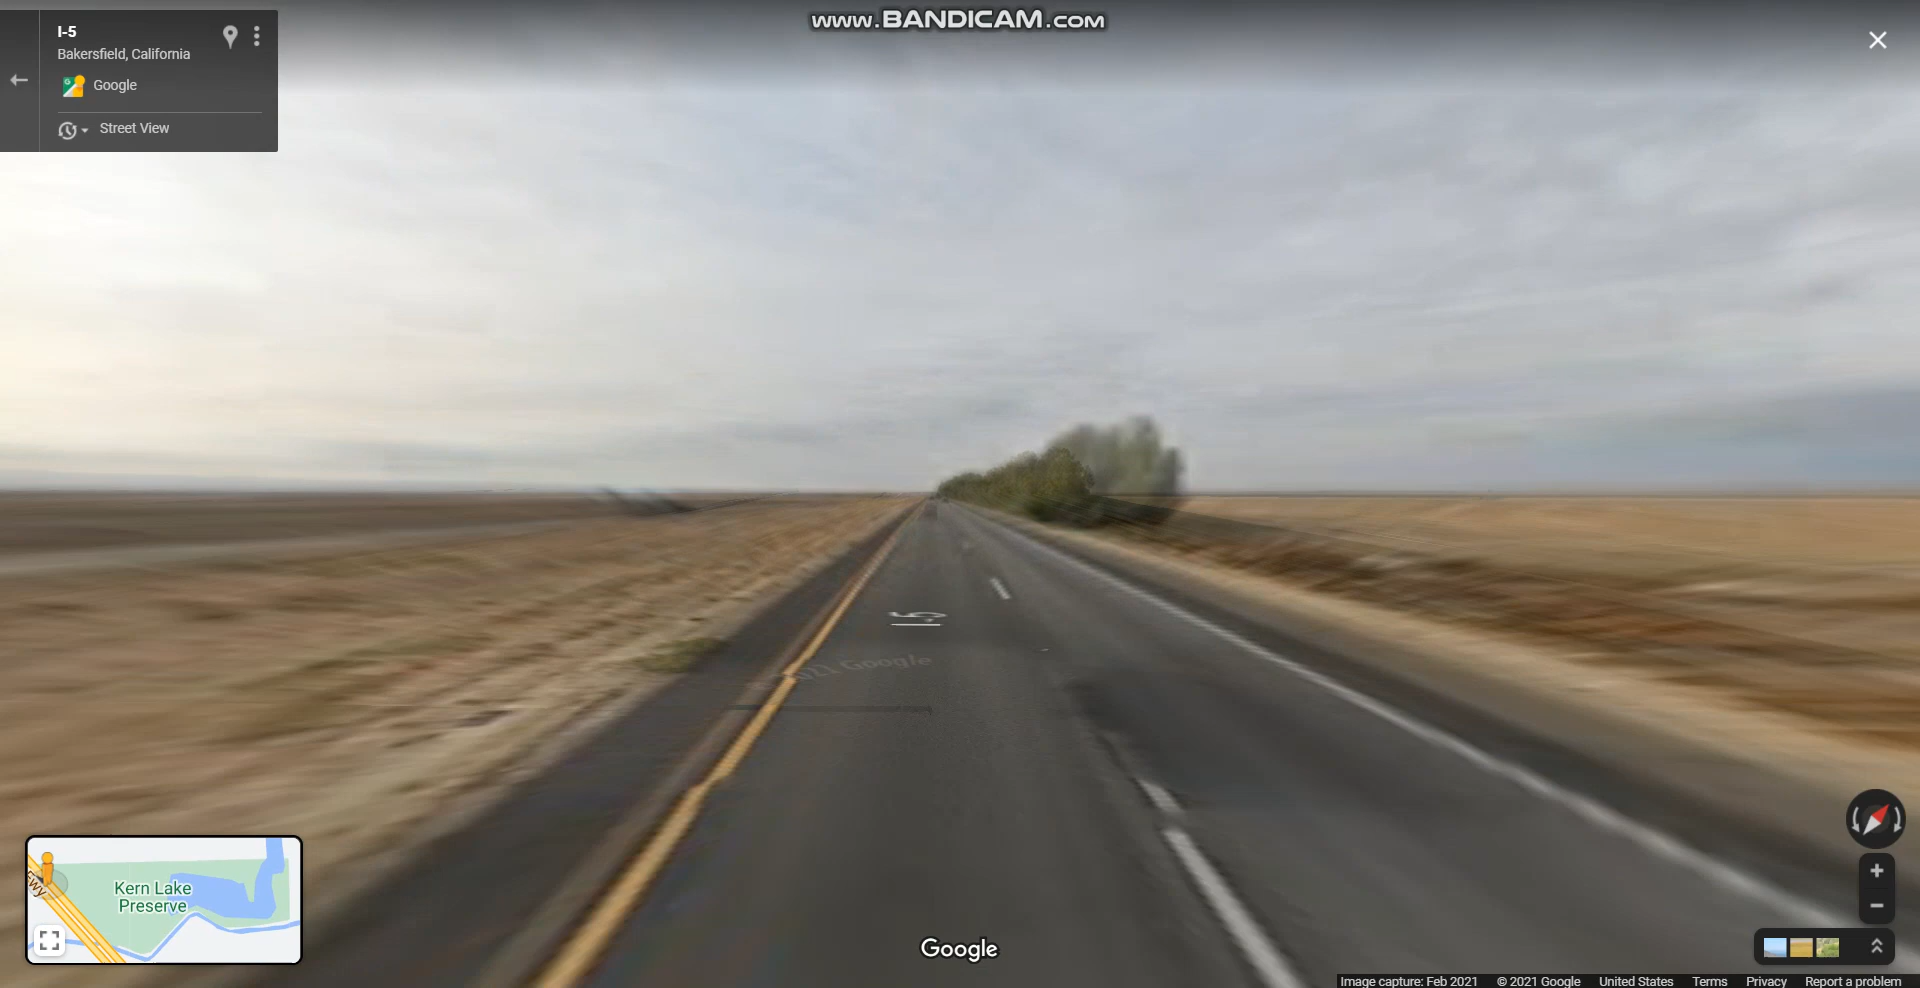 www.BANDICAM.com
I-5
Bakersfield, California
Google
Street View
Google
Kern Lake
Preserve
Google
Image capture: Feb 2021 © 2021 Google United States Terms Privacy Report a problem